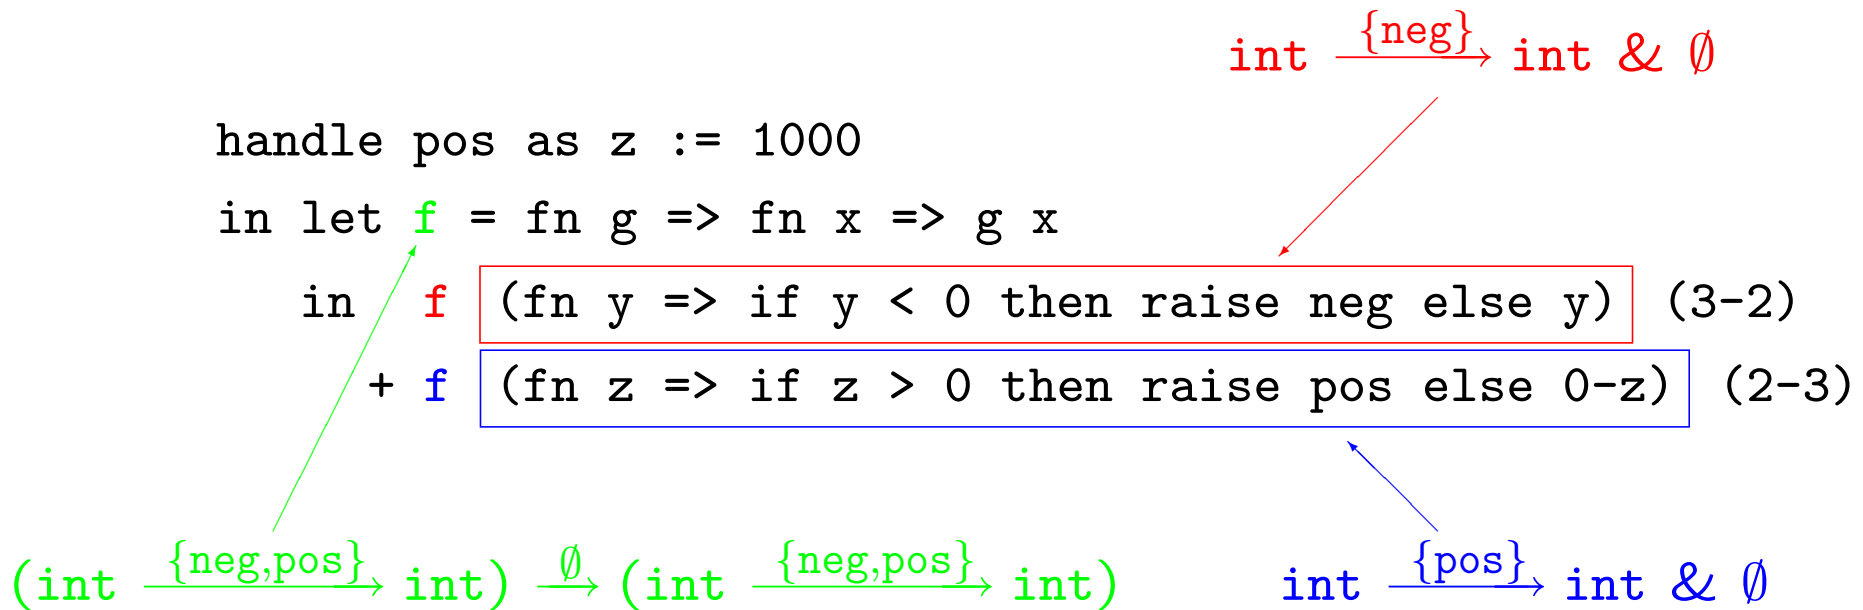 int {neg}→ int & ∅
handle pos as z := 1000
in let f = fn g => fn x => g x
in f (fn y => if y < 0 then raise neg else y) (3-2)
+ f (fn z => if z > 0 then raise pos else 0-z) (2-3)
(int {neg,pos}→ int) ∅→ (int {neg,pos}→ int)
int {pos}→ int & ∅